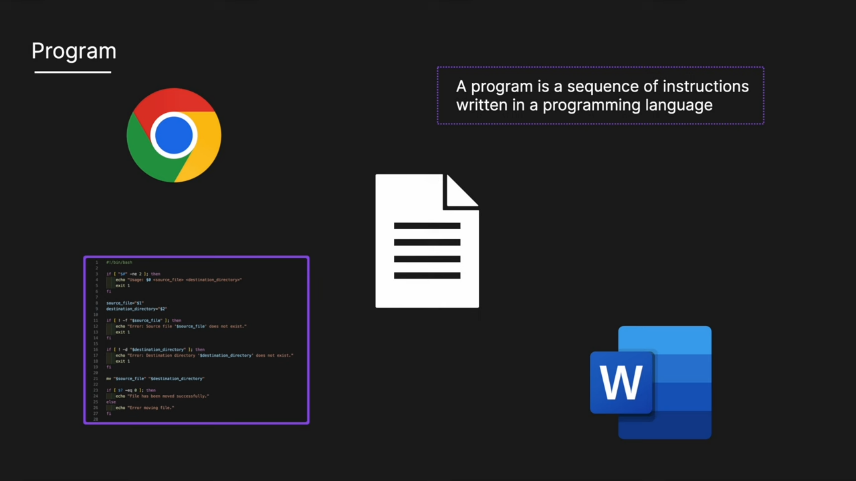 Program
A program is a sequence of instructions
written in a programming language
1 #!/bin/bash
2
3 if [ "$#" -ne 2 ]; then
4 echo "Usage: $0 <source_file> <destination_directory>"
5 exit 1
6 fi
7
8 source_file="$1"
9 destination_directory="$2"
10
11 if [ ! -f "$source_file" ]; then
12 echo "Error: Source file '$source_file' does not exist."
13 exit 1
14 fi
15
16 if [ ! -d "$destination_directory" ]; then
17 echo "Error: Destination directory '$destination_directory' does not exist."
18 exit 1
19 fi
20
21 mv "$source_file" "$destination_directory"
22
23 if [ $? -eq 0 ]; then
24 echo "File has been moved successfully."
25 else
26 echo "Error moving file."
27 fi
28
W